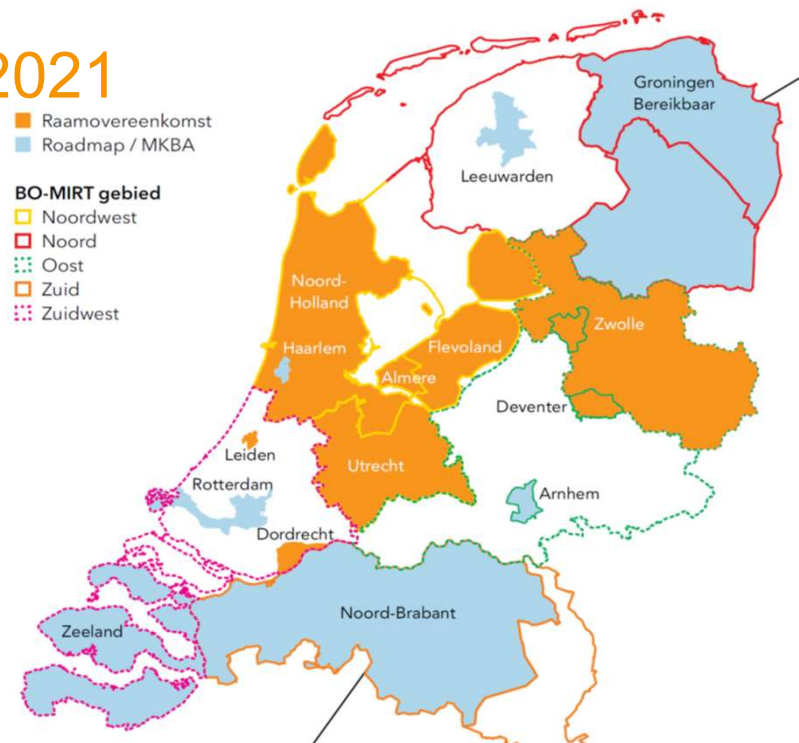 2021
Raamovereenkomst
Roadmap / MKBA
BO-MIRT gebied
Noordwest
Noord
Oost
Zuid
Zuidwest
Groningen
Bereikbaar
Leeuwarden
Noord-
Holland
Haarlem
Flevoland
Almere
Zwolle
Deventer
Utrecht
Leiden
Rotterdam
Arnhem
Dordrecht
Noord-Brabant
Zeeland